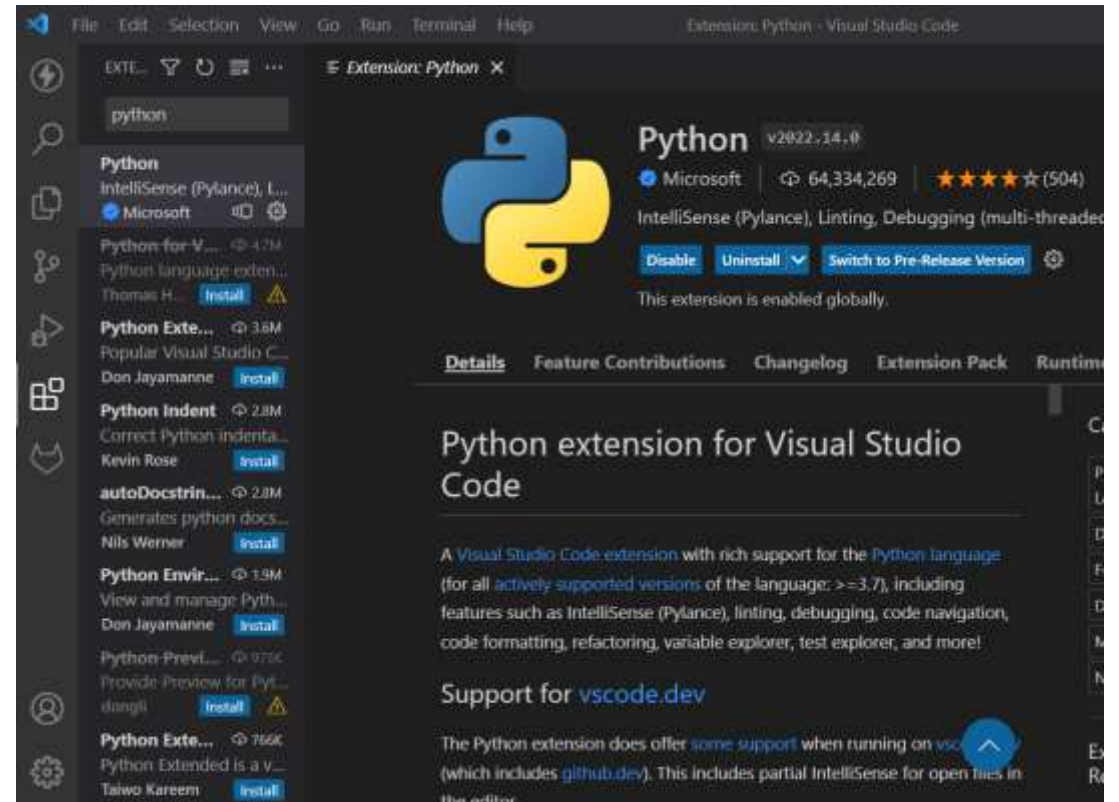 File Edit Selection View Go Run Terminal Help Extension: Python - Visual Studio Code
EXTE...
python
Python
IntelliSense (Pylance), L...
Microsoft
Python for V... 4.7M
Python language exten...
Thomas H... Install
Python Exte... 3.6M
Popular Visual Studio C...
Don Jayamanne Install
Python Indent 2.8M
Correct Python indenta...
Kevin Rose Install
autoDocstrin... 2.8M
Generates python docs...
Nils Werner Install
Python Envir... 1.9M
View and manage Pyth...
Don Jayamanne Install
Python Previ... 975K
Provide Preview for Pyt...
dongli Install
Python Exte... 766K
Python Extended is a v...
Taiwo Kareem Install
Extension: Python
Python v2022.14.0
Microsoft 64,334,269 (504)
IntelliSense (Pylance), Linting, Debugging (multi-threaded
Disable Uninstall Switch to Pre-Release Version
This extension is enabled globally.
Details Feature Contributions Changelog Extension Pack Runtime
Python extension for Visual Studio
Code
A Visual Studio Code extension with rich support for the Python language
(for all actively supported versions of the language: >=3.7), including
features such as IntelliSense (Pylance), linting, debugging, code navigation,
code formatting, refactoring, variable explorer, test explorer, and more!
Support for vscode.dev
The Python extension does offer some support when running on
(which includes github.dev). This includes partial IntelliSense for open files in
the editor.